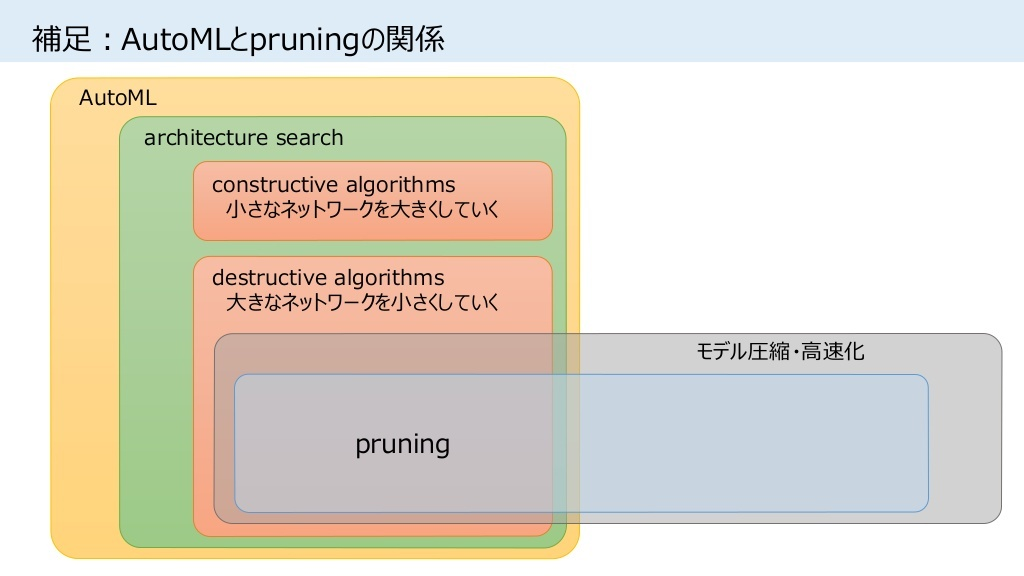 補足：AutoMLとpruningの関係
AutoML
architecture search
constructive algorithms
小さなネットワークを大きくしていく
destructive algorithms
大きなネットワークを小さくしていく
モデル圧縮・高速化
pruning